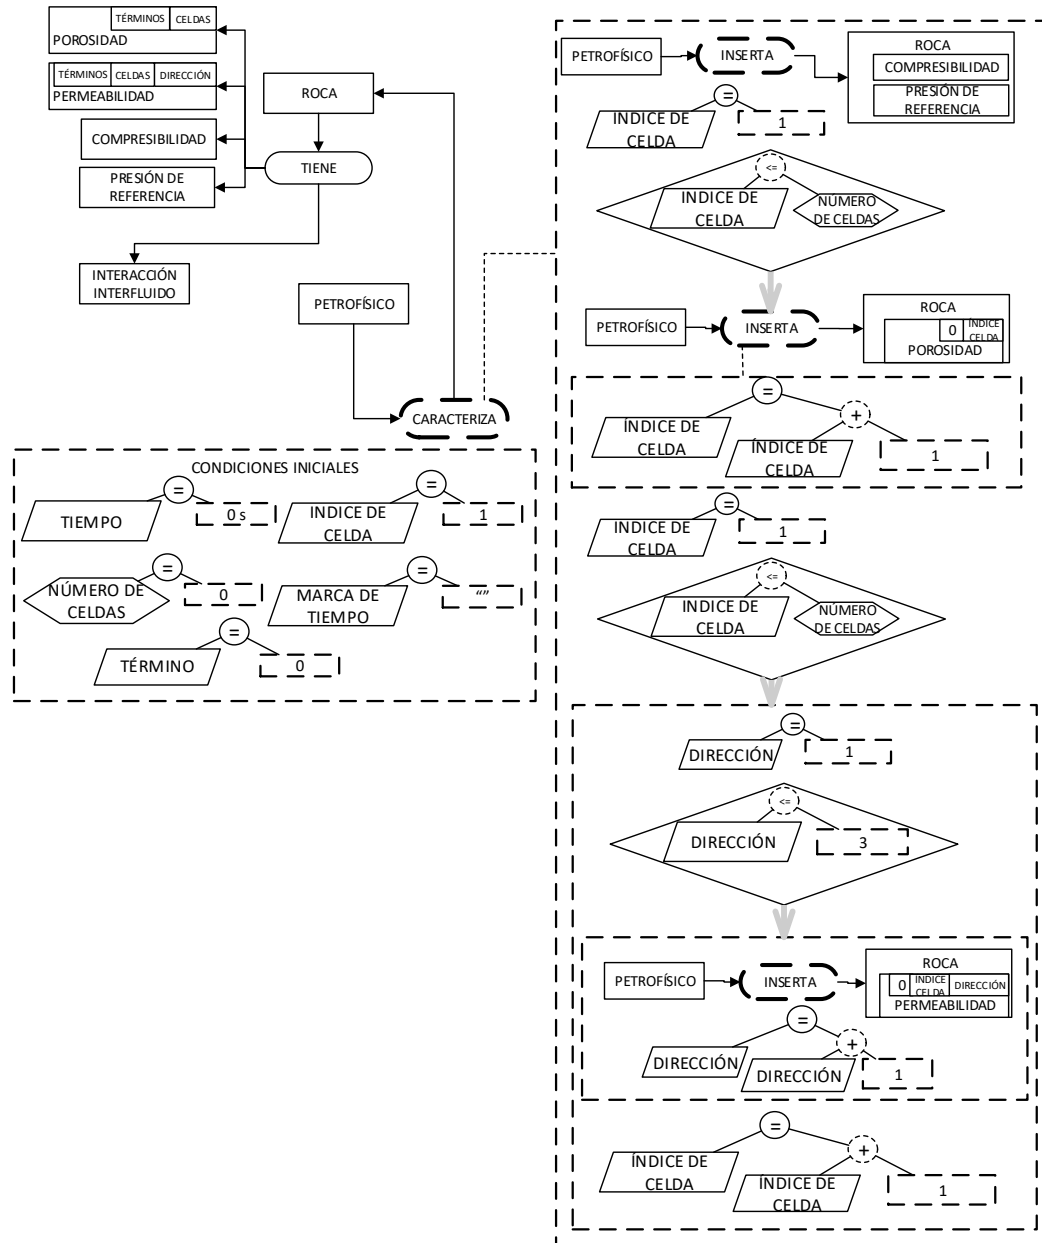 TÉRMINOS CELDAS
POROSIDAD
TÉRMINOS CELDAS DIRECCIÓN
PERMEABILIDAD
COMPRESIBILIDAD
PRESIÓN DE
REFERENCIA
ROCA
TIENE
INTERACCIÓN
INTERFLUIDO
PETROFÍSICO
CARACTERIZA
CONDICIONES INICIALES
=
TIEMPO
0 s
=
INDICE DE
CELDA
1
=
NÚMERO DE
CELDAS
0
=
MARCA DE
TIEMPO
“”
=
TÉRMINO
0
PETROFÍSICO
INSERTA
ROCA
COMPRESIBILIDAD
PRESIÓN DE
REFERENCIA
=
INDICE DE
CELDA
1
<=
INDICE DE
CELDA
NÚMERO
DE CELDAS
PETROFÍSICO
INSERTA
ROCA
0 ÍNDICE
CELDA
POROSIDAD
=
ÍNDICE DE
CELDA
+
ÍNDICE DE
CELDA
1
=
INDICE DE
CELDA
1
<=
INDICE DE
CELDA
NÚMERO
DE CELDAS
=
DIRECCIÓN
1
<=
DIRECCIÓN
3
PETROFÍSICO
INSERTA
ROCA
0 ÍNDICE
CELDA DIRECCIÓN
PERMEABILIDAD
=
DIRECCIÓN
+
DIRECCIÓN
1
=
ÍNDICE DE
CELDA
+
ÍNDICE DE
CELDA
1